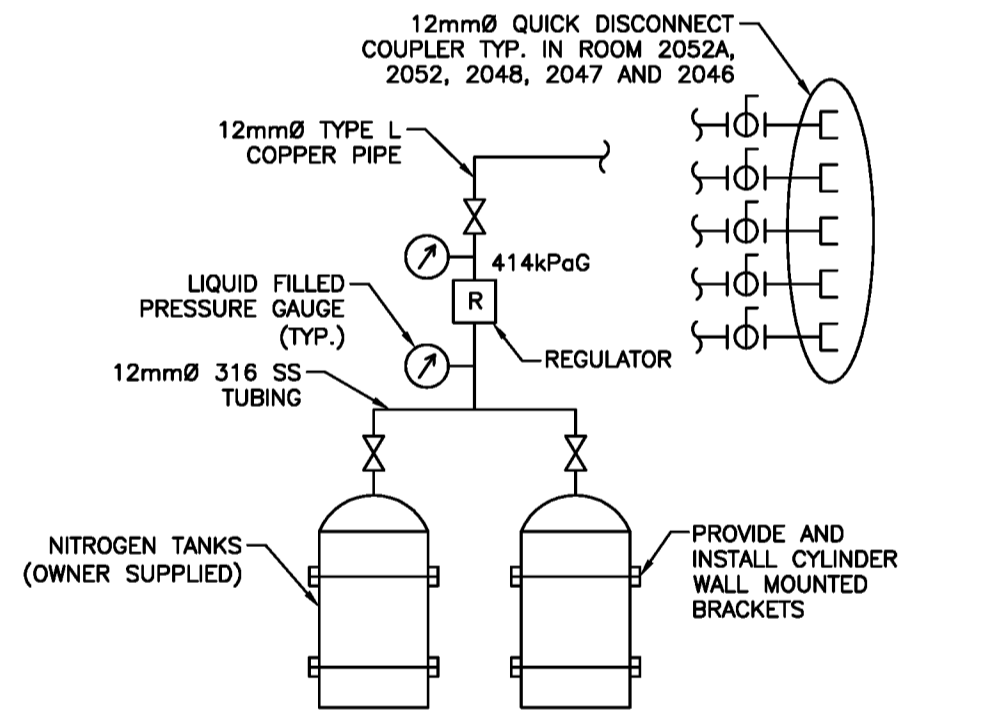 12mmØ QUICK DISCONNECT
COUPLER TYP. IN ROOM 2052A,
2052, 2048, 2047 AND 2046
12mmØ TYPE L
COPPER PIPE
414kPaG
LIQUID FILLED
PRESSURE GAUGE
(TYP.)
R
REGULATOR
12mmØ 316 SS
TUBING
NITROGEN TANKS
(OWNER SUPPLIED)
PROVIDE AND
INSTALL CYLINDER
WALL MOUNTED
BRACKETS